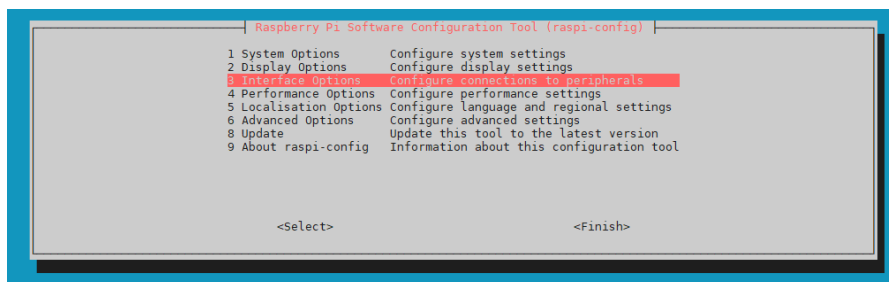 Raspberry Pi Software Configuration Tool (raspi-config)
1 System Options Configure system settings
2 Display Options Configure display settings
3 Interface Options Configure connections to peripherals
4 Performance Options Configure performance settings
5 Localisation Options Configure language and regional settings
6 Advanced Options Configure advanced settings
8 Update Update this tool to the latest version
9 About raspi-config Information about this configuration tool
<Select> <Finish>